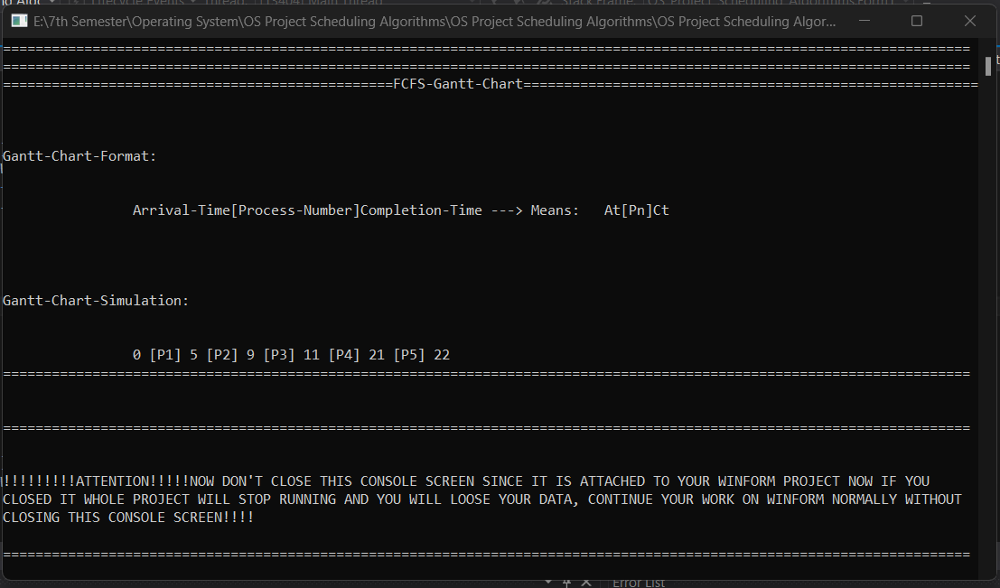 E:\7th Semester\Operating System\OS Project Scheduling Algorithms\OS Project Scheduling Algorithms\OS Project Scheduling Algor...
=======================================================================================================================
=======================================================================================================================
================================================FCFS-Gantt-Chart========================================================
Gantt-Chart-Format:
Arrival-Time[Process-Number]Completion-Time ---> Means: At[Pn]Ct
Gantt-Chart-Simulation:
0 [P1] 5 [P2] 9 [P3] 11 [P4] 21 [P5] 22
=======================================================================================================================
=======================================================================================================================
!!!!!!!!!ATTENTION!!!!!NOW DON'T CLOSE THIS CONSOLE SCREEN SINCE IT IS ATTACHED TO YOUR WINFORM PROJECT NOW IF YOU
CLOSED IT WHOLE PROJECT WILL STOP RUNNING AND YOU WILL LOOSE YOUR DATA, CONTINUE YOUR WORK ON WINFORM NORMALLY WITHOUT
CLOSING THIS CONSOLE SCREEN!!!!
=======================================================================================================================
Error List